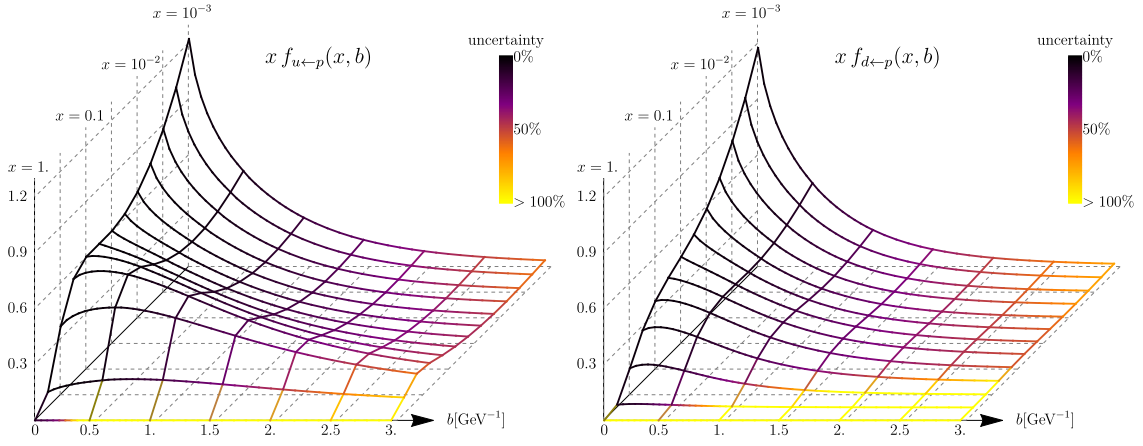 x = 10⁻³
x f_{u←p}(x, b)
uncertainty
0%
50%
> 100%
x = 10⁻²
x = 0.1
x = 1.
1.2
0.9
0.6
0.3
0
0.5
1.
1.5
2.
2.5
3.
b[GeV⁻¹]
x = 10⁻³
x f_{d←p}(x, b)
uncertainty
0%
50%
> 100%
x = 10⁻²
x = 0.1
x = 1.
1.2
0.9
0.6
0.3
0
0.5
1.
1.5
2.
2.5
3.
b[GeV⁻¹]